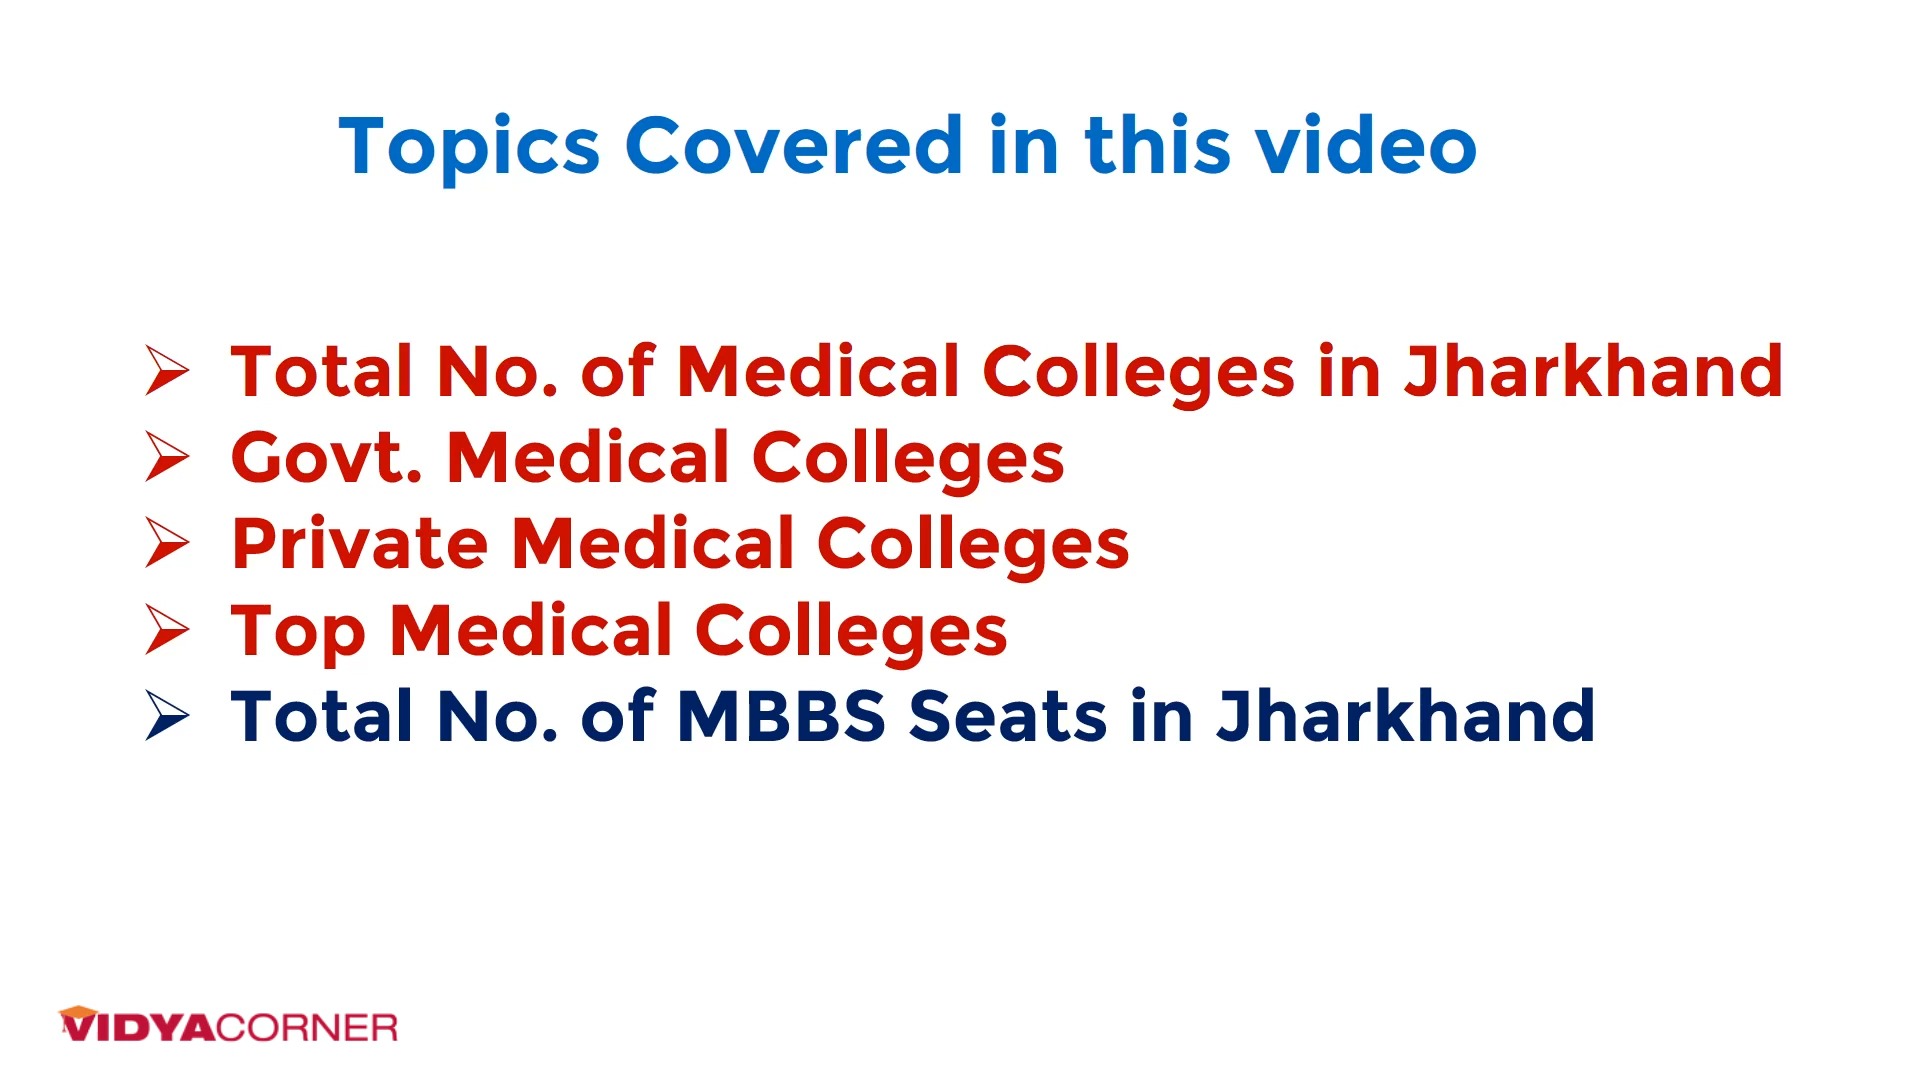 Topics Covered in this video
Total No. of Medical Colleges in Jharkhand
Govt. Medical Colleges
Private Medical Colleges
Top Medical Colleges
Total No. of MBBS Seats in Jharkhand
VIDYACORNER